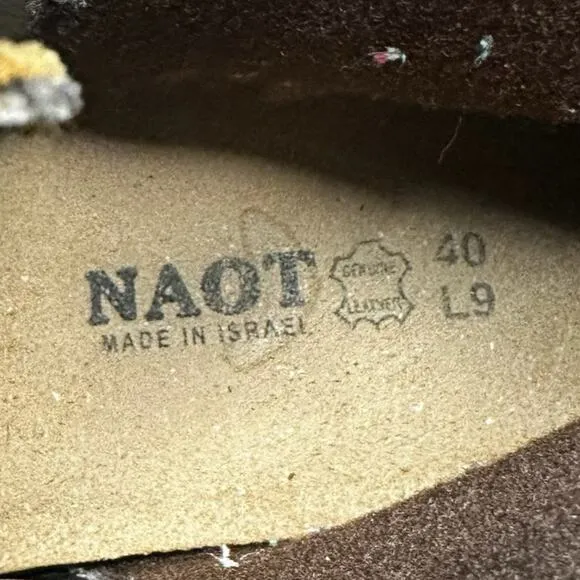 NAOT
MADE IN ISRAEL
GENUINE
LEATHER
40
L9